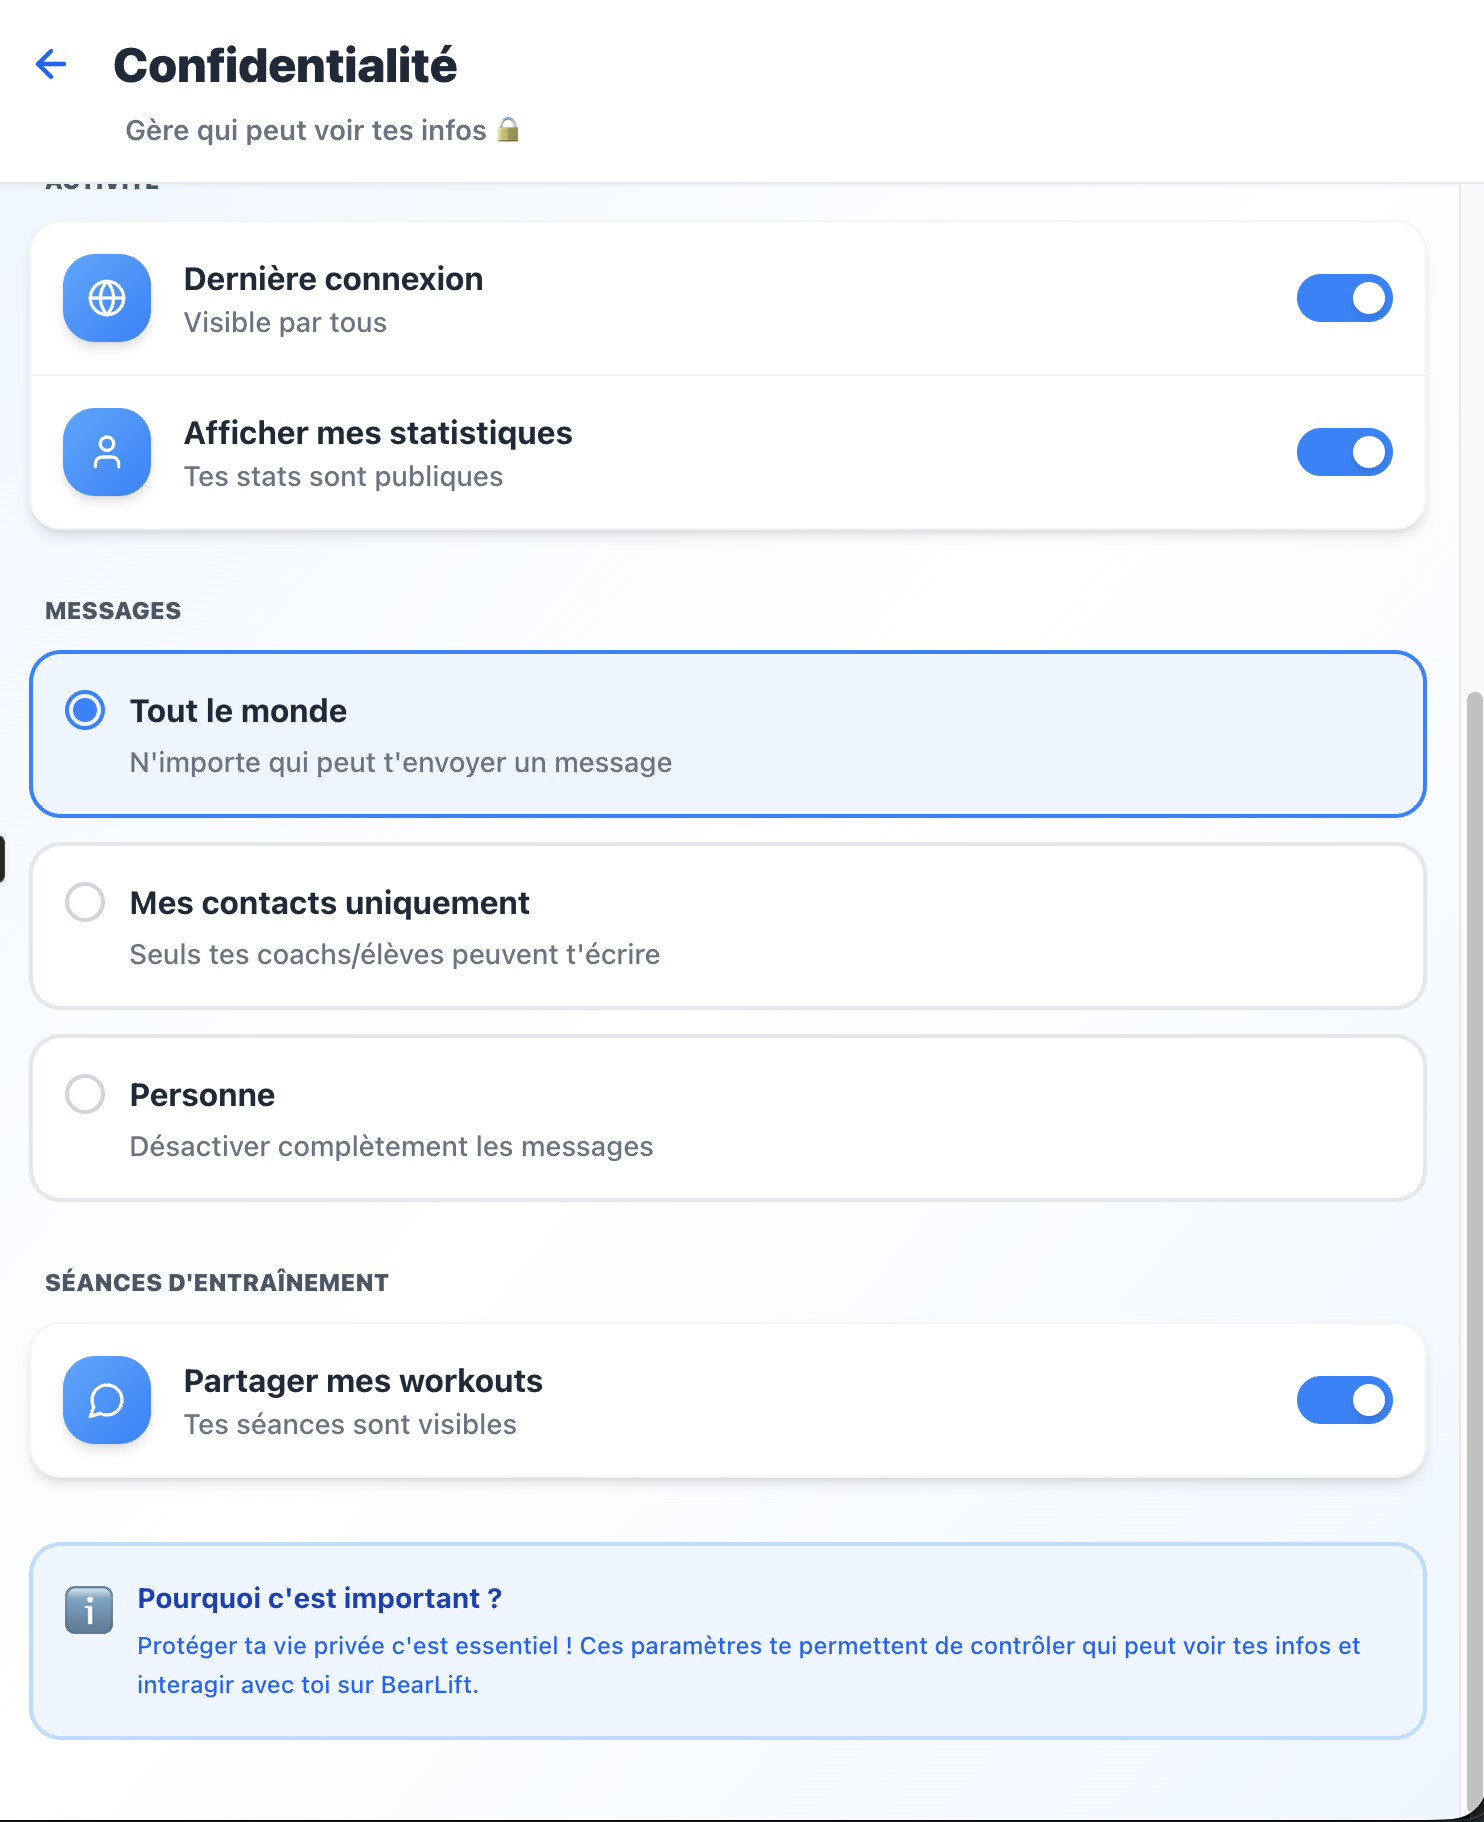 Confidentialité
Gère qui peut voir tes infos 🔒
Dernière connexion
Visible par tous
Afficher mes statistiques
Tes stats sont publiques
MESSAGES
Tout le monde
N'importe qui peut t'envoyer un message
Mes contacts uniquement
Seuls tes coachs/élèves peuvent t'écrire
Personne
Désactiver complètement les messages
SÉANCES D'ENTRAÎNEMENT
Partager mes workouts
Tes séances sont visibles
Pourquoi c'est important ?
Protéger ta vie privée c'est essentiel ! Ces paramètres te permettent de contrôler qui peut voir tes infos et
interagir avec toi sur BearLift.